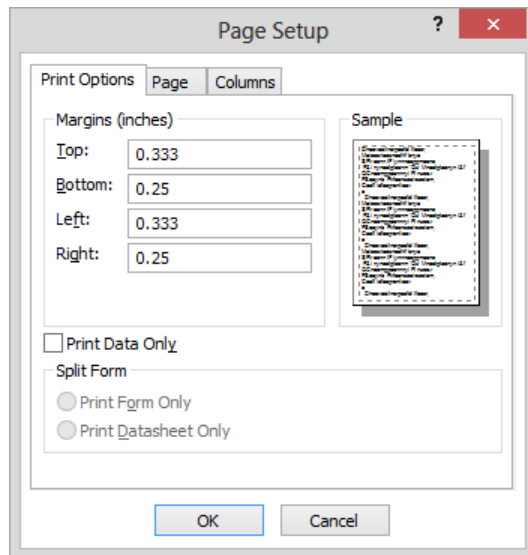 Page Setup
?
Print Options Page Columns
Margins (inches)
Sample
Top: 0.333
Bottom: 0.25
Left: 0.333
Right: 0.25
Print Data Only
Split Form
Print Form Only
Print Datasheet Only
OK Cancel